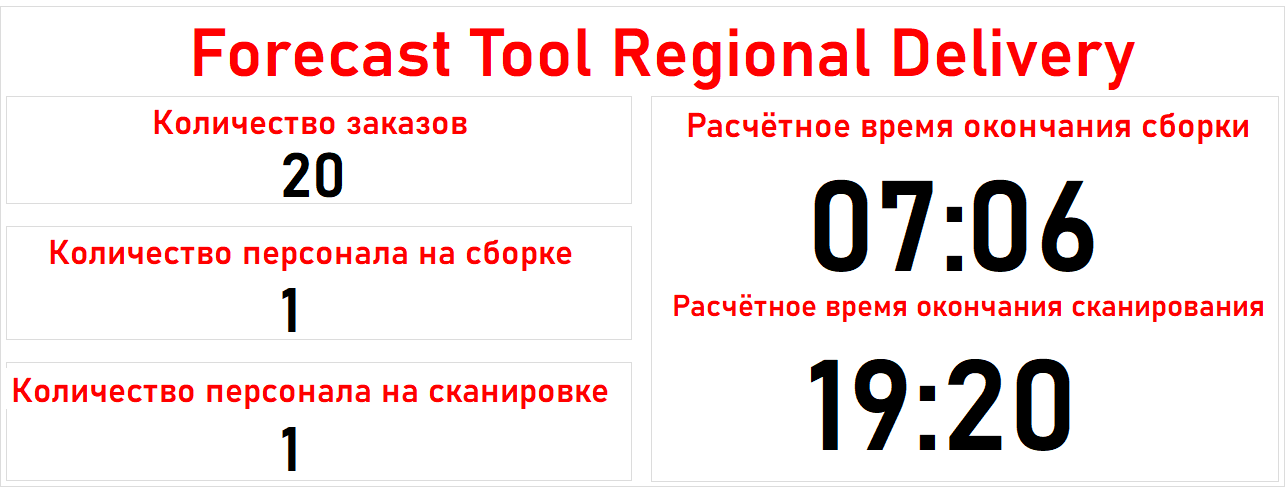 Forecast Tool Regional Delivery
Количество заказов
20
Количество персонала на сборке
1
Количество персонала на сканировке
1
Расчётное время окончания сборки
07:06
Расчётное время окончания сканирования
19:20